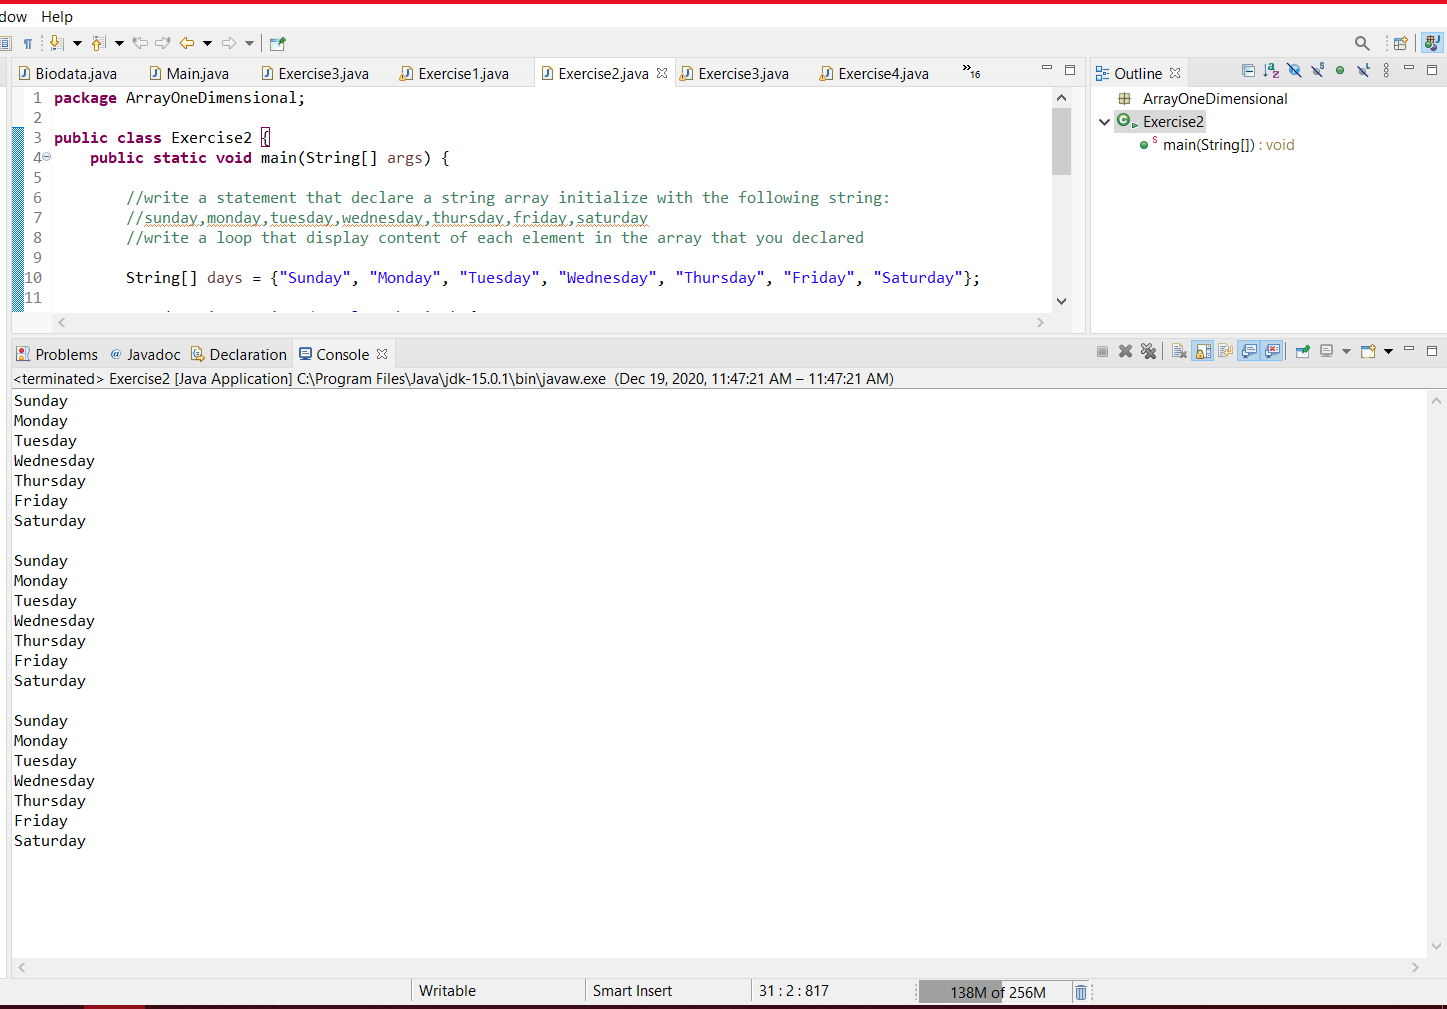 dow Help
Biodata.java Main.java Exercise3.java Exercise1.java Exercise2.java Exercise3.java Exercise4.java »16
Outline
1 package ArrayOneDimensional;
2
3 public class Exercise2 {
4 public static void main(String[] args) {
5
6 //write a statement that declare a string array initialize with the following string:
7 //sunday,monday,tuesday,wednesday,thursday,friday,saturday
8 //write a loop that display content of each element in the array that you declared
9
10 String[] days = {"Sunday", "Monday", "Tuesday", "Wednesday", "Thursday", "Friday", "Saturday"};
11
ArrayOneDimensional
Exercise2
main(String[]) : void
Problems @ Javadoc Declaration Console
<terminated> Exercise2 [Java Application] C:\Program Files\Java\jdk-15.0.1\bin\javaw.exe (Dec 19, 2020, 11:47:21 AM – 11:47:21 AM)
Sunday
Monday
Tuesday
Wednesday
Thursday
Friday
Saturday
Sunday
Monday
Tuesday
Wednesday
Thursday
Friday
Saturday
Sunday
Monday
Tuesday
Wednesday
Thursday
Friday
Saturday
Writable Smart Insert 31 : 2 : 817 138M of 256M